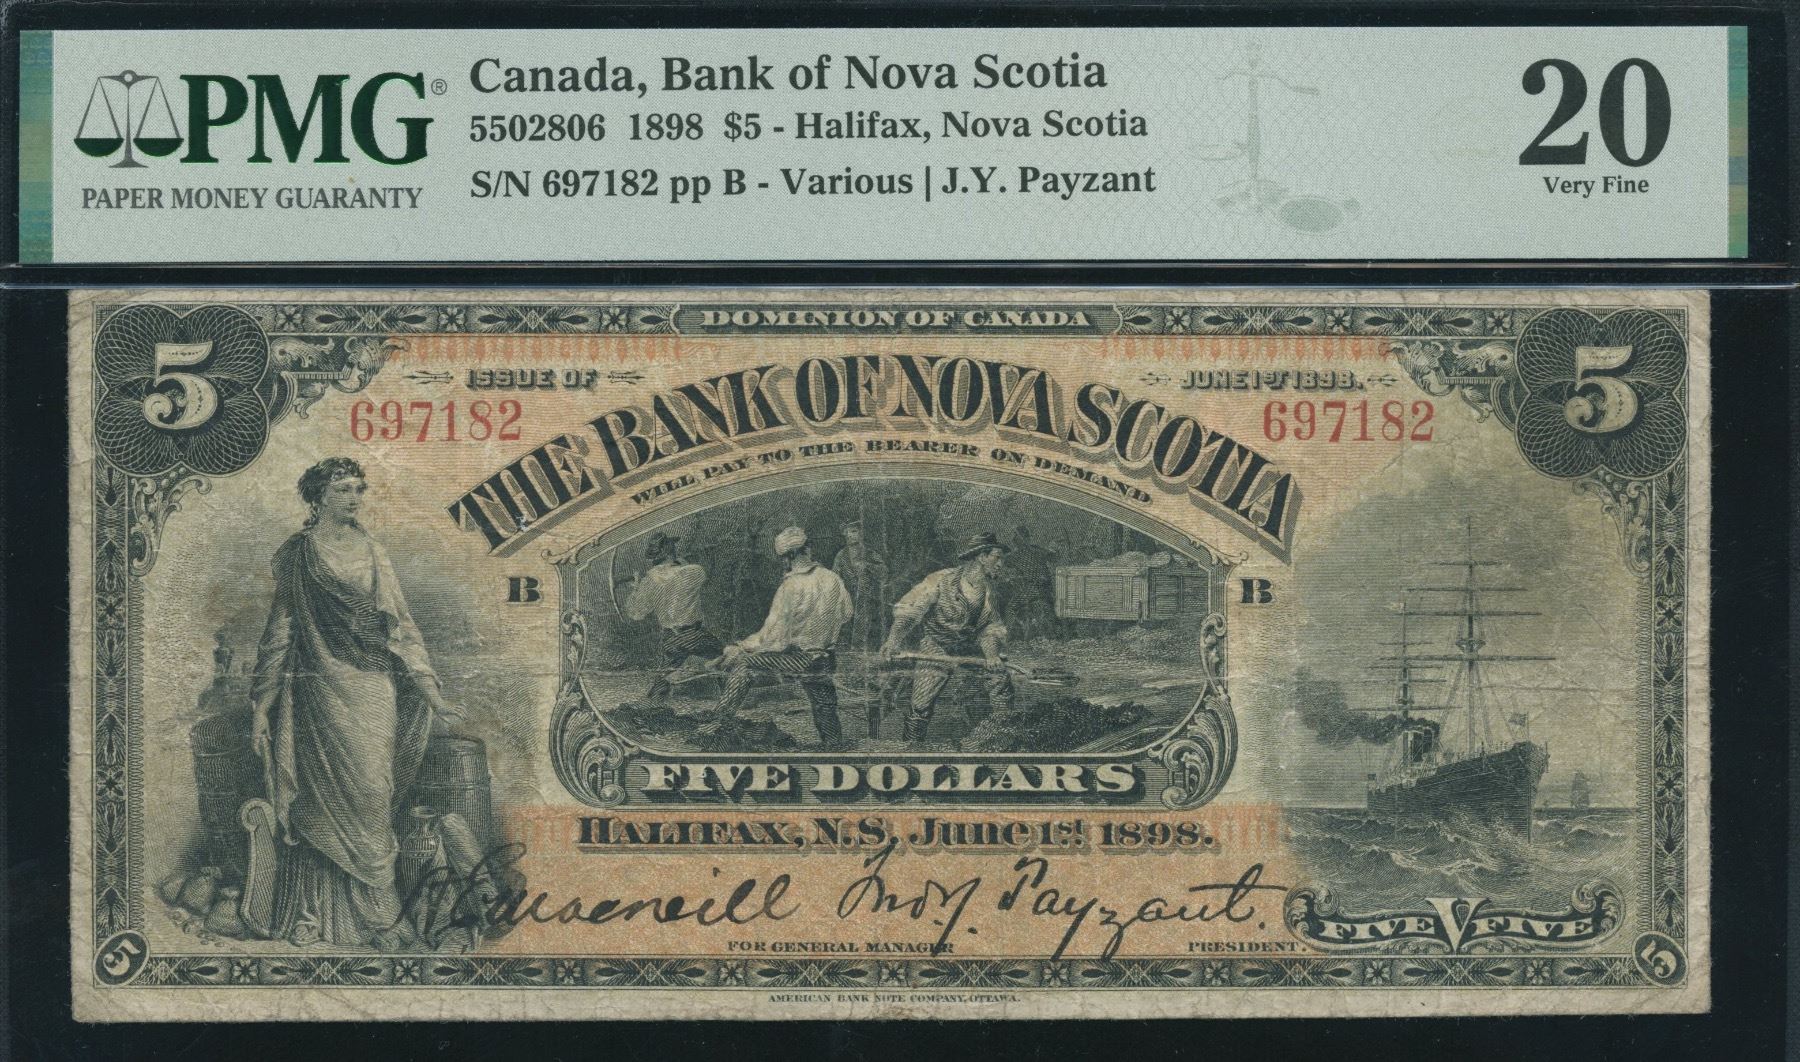 PMG®
PAPER MONEY GUARANTY
Canada, Bank of Nova Scotia
5502806 1898 $5 - Halifax, Nova Scotia
S/N 697182 pp B - Various | J.Y. Payzant
20
Very Fine
DOMINION OF CANADA
5
5
ISSUE OF
JUNE 1ST 1898.
697182
697182
THE BANK OF NOVA SCOTIA
WILL PAY TO THE BEARER ON DEMAND
B
B
FIVE DOLLARS
HALIFAX, N.S, June 1st 1898.
Macneill Jno Y. Payzant.
FOR GENERAL MANAGER
PRESIDENT.
FIVE V FIVE
5
5
AMERICAN BANK NOTE COMPANY, OTTAWA.